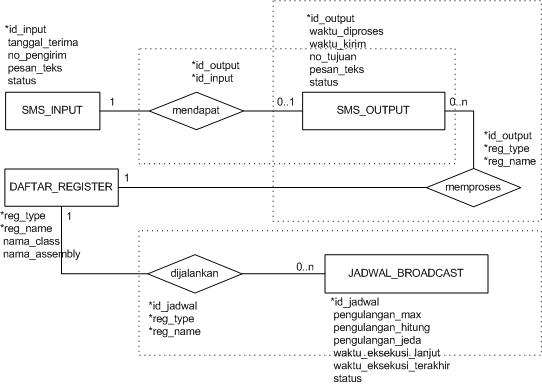 *id_input
tanggal_terima
no_pengirim
pesan_teks
status
SMS_INPUT
1
*id_output
*id_input
mendapat
0..1
*id_output
waktu_diproses
waktu_kirim
no_tujuan
pesan_teks
status
SMS_OUTPUT
0..n
*id_output
*reg_type
*reg_name
memproses
DAFTAR_REGISTER
1
*reg_type
*reg_name
nama_class
nama_assembly
1
dijalankan
*id_jadwal
*reg_type
*reg_name
0..n
JADWAL_BROADCAST
*id_jadwal
pengulangan_max
pengulangan_hitung
pengulangan_jeda
waktu_eksekusi_lanjut
waktu_eksekusi_terakhir
status